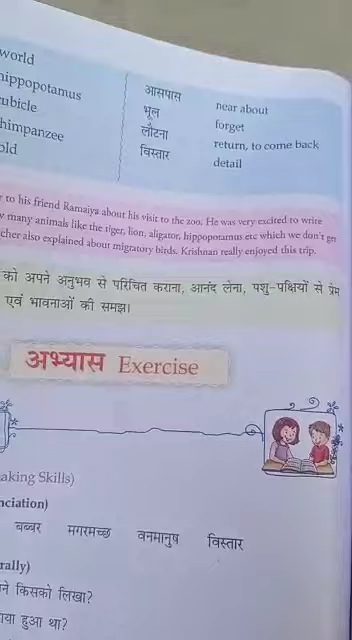 world
hippopotamus
cubicle
chimpanzee
old
आसपास near about
भूल forget
लौटना return, to come back
विस्तार detail
to his friend Ramaiya about his visit to the zoo. He was very excited to write
many animals like the tiger, lion, aligator, hippopotamus etc which we don't get
cher also explained about migratory birds. Krishnan really enjoyed this trip.
को अपने अनुभव से परिचित कराना, आनंद लेना, पशु-पक्षियों से प्रेम
एवं भावनाओं की समझ।
अभ्यास Exercise
aking Skills)
nciation)
बब्बर मगरमच्छ वनमानुष विस्तार
rally)
ने किसको लिखा?
या हुआ था?